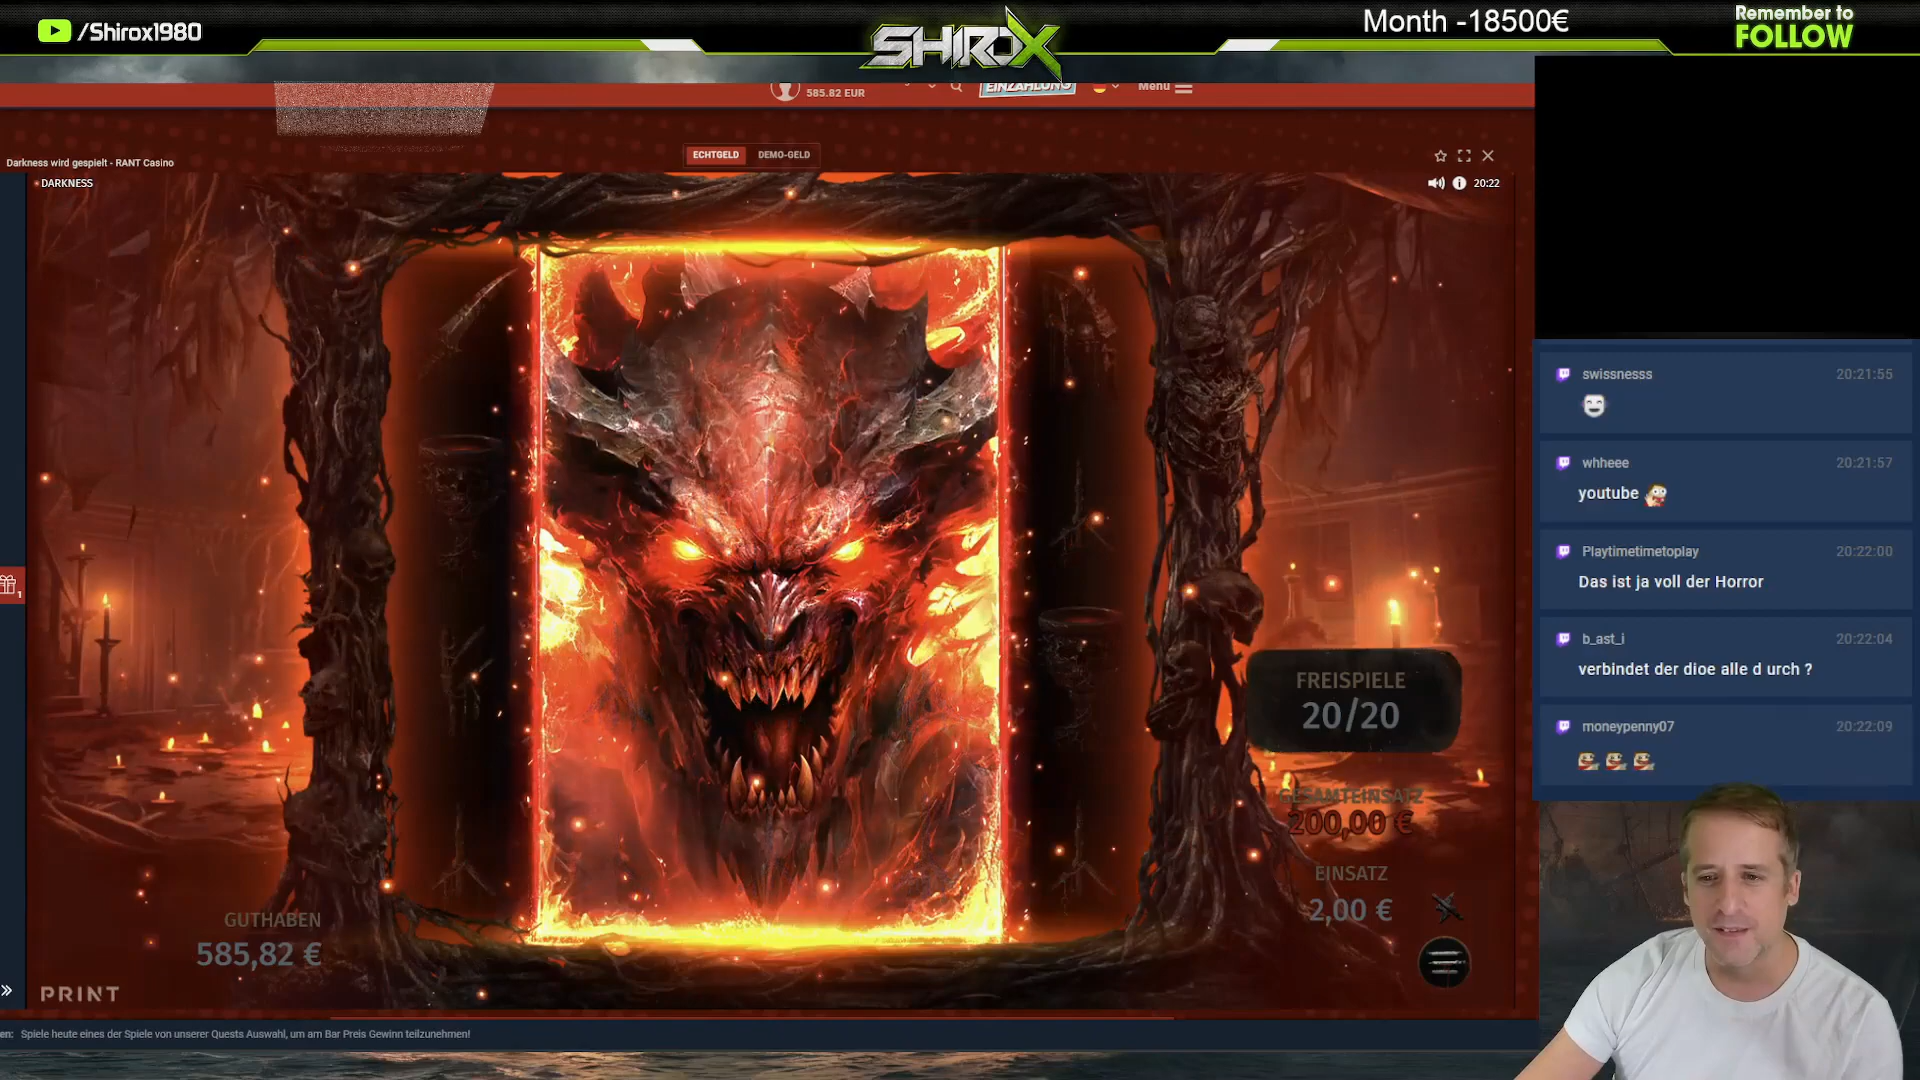 /Shirox1980
SHIROX
Month -18500€
Remember to
FOLLOW
585.82 EUR
EINZAHLUNG
Menü
Darkness wird gespielt - RANT Casino
ECHTGELD
DEMO-GELD
DARKNESS
20:22
swissnesss
20:21:55
whheee
20:21:57
youtube
Playtimetimetoplay
20:22:00
Das ist ja voll der Horror
b_ast_i
20:22:04
verbindet der dioe alle d urch ?
moneypenny07
20:22:09
1
FREISPIELE
20/20
GESAMTEINSATZ
200,00 €
EINSATZ
2,00 €
GUTHABEN
585,82 €
PRINT
en: Spiele heute eines der Spiele von unserer Quests Auswahl, um am Bar Preis Gewinn teilzunehmen!